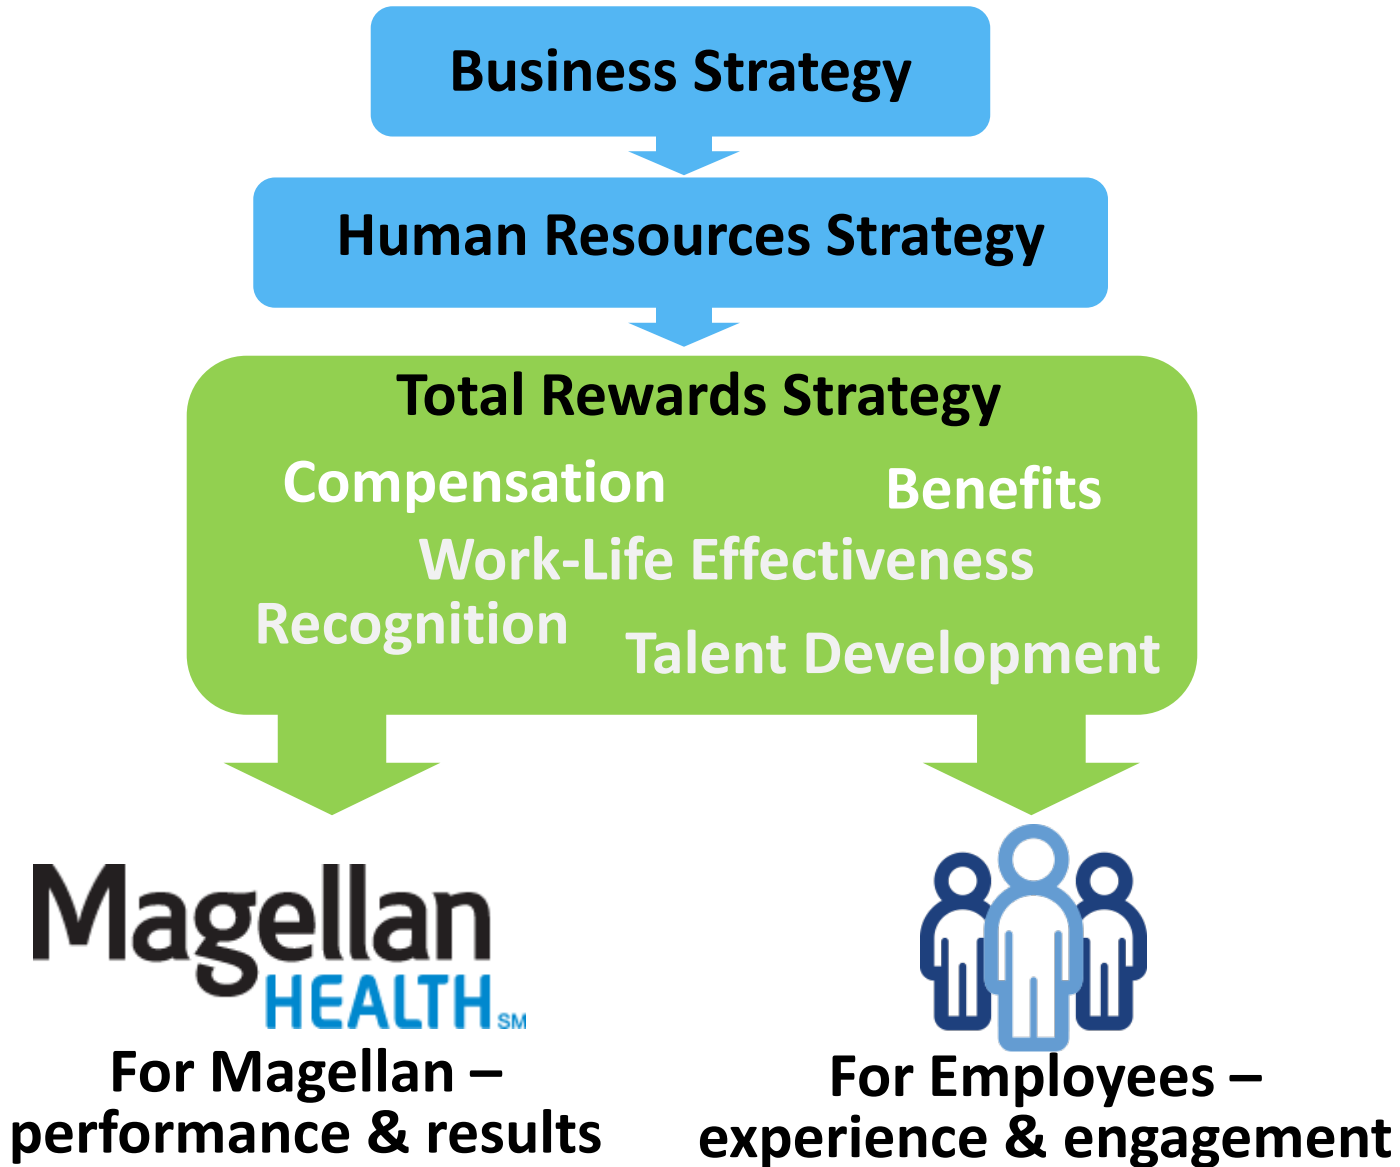 Business Strategy
Human Resources Strategy
Total Rewards Strategy
Compensation
Benefits
Work-Life Effectiveness
Recognition
Talent Development
Magellan
HEALTH SM
For Magellan –
performance & results
For Employees –
experience & engagement